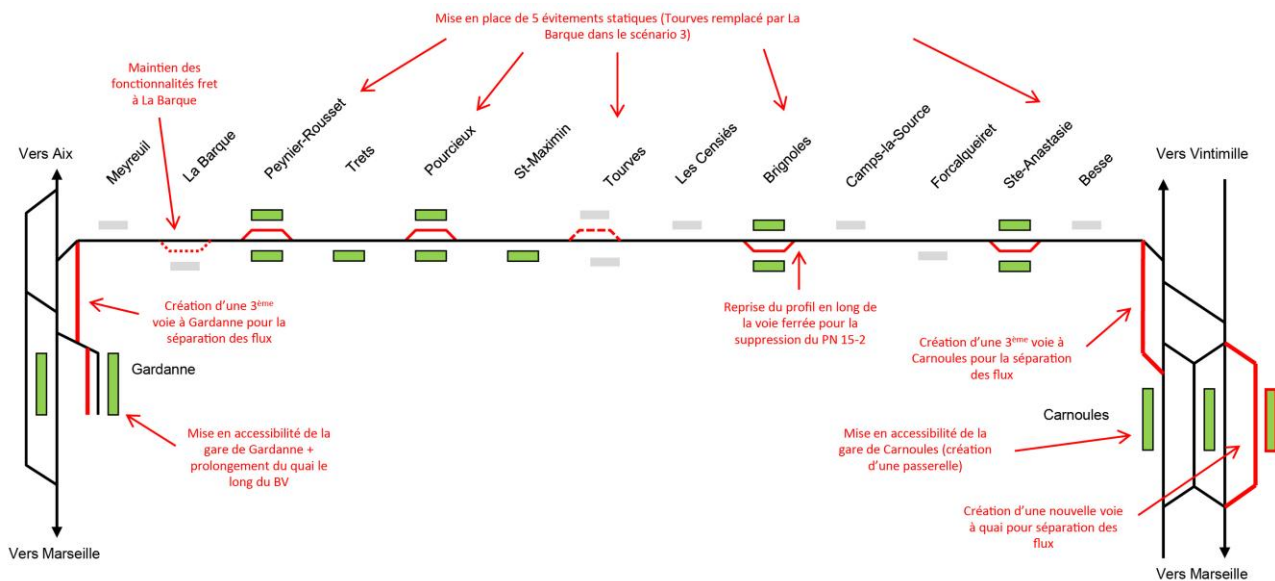 Mise en place de 5 évitements statiques (Tourves remplacé par La
Barque dans le scénario 3)
Maintien des
fonctionnalités fret
à La Barque
Vers Aix
Meyreuil
La Barque
Peynier-Rousset
Trets
Pourcieux
St-Maximin
Tourves
Les Censiés
Brignoles
Camps-la-Source
Forcalqueiret
Ste-Anastasie
Besse
Vers Vintimille
Création d'une 3ème
voie à Gardanne pour la
séparation des flux
Reprise du profil en long de
la voie ferrée pour la
suppression du PN 15-2
Création d'une 3ème voie à
Carnoules pour la séparation
des flux
Gardanne
Carnoules
Mise en accessibilité de la
gare de Gardanne +
prolongement du quai le
long du BV
Mise en accessibilité de la
gare de Carnoules (création
d'une passerelle)
Création d'une nouvelle voie
à quai pour séparation des
flux
Vers Marseille
Vers Marseille